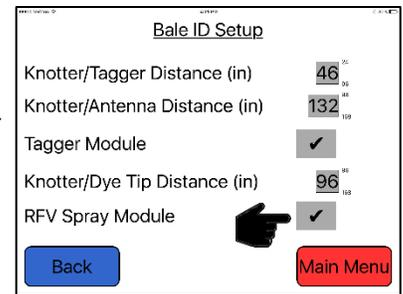 Bale ID Setup
Knotter/Tagger Distance (in) 46
Knotter/Antenna Distance (in) 132
Tagger Module ✔
Knotter/Dye Tip Distance (in) 96
RFV Spray Module ✔
Back Main Menu